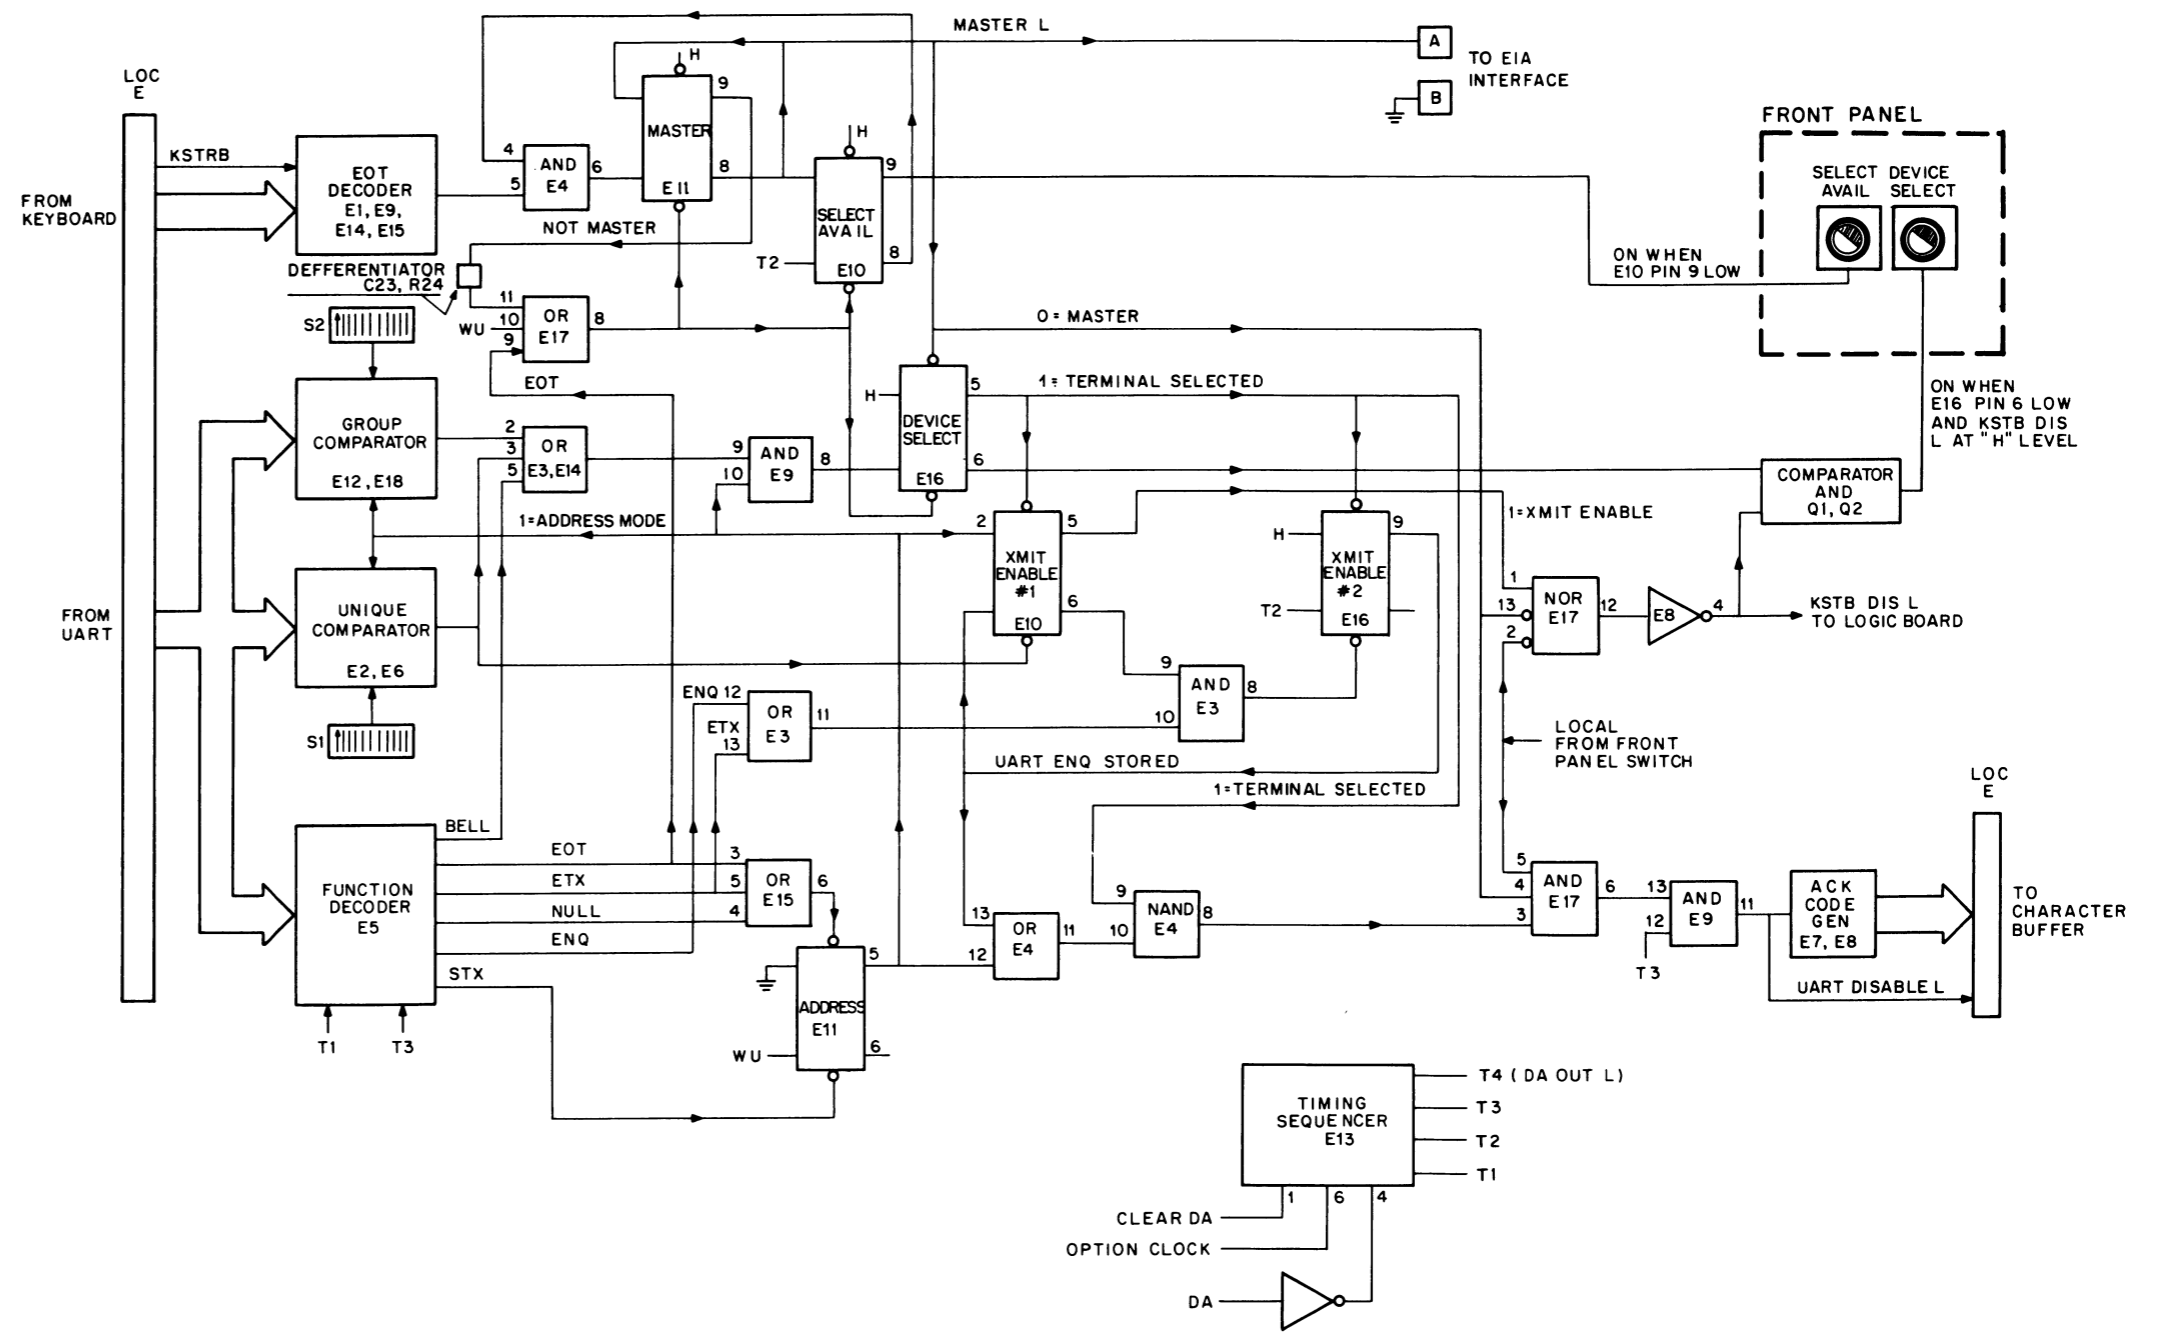 MASTER L
A
TO EIA
INTERFACE
B
LOC
E
H
9
MASTER
8
E11
H
9
SELECT
AVAIL
8
E10
T2
FRONT PANEL
SELECT
AVAIL
DEVICE
SELECT
KSTRB
FROM
KEYBOARD
EOT
DECODER
E1, E9,
E14, E15
4
5
AND
E4
6
NOT MASTER
DEFFERENTIATOR
C23, R24
ON WHEN
E10 PIN 9 LOW
S2
11
WU
10
9
OR
E17
8
EOT
O = MASTER
1 = TERMINAL SELECTED
ON WHEN
E16 PIN 6 LOW
AND KSTB DIS
L AT "H" LEVEL
GROUP
COMPARATOR
E12, E18
2
3
5
OR
E3, E14
9
10
AND
E9
8
H
5
DEVICE
SELECT
6
E16
COMPARATOR
AND
Q1, Q2
1=ADDRESS MODE
2
5
XMIT
ENABLE
#1
6
E10
H
9
XMIT
ENABLE
#2
T2
E16
1=XMIT ENABLE
1
13
2
NOR
E17
12
E8
4
KSTB DIS L
TO LOGIC BOARD
FROM
UART
UNIQUE
COMPARATOR
E2, E6
S1
ENQ 12
ETX
13
OR
E3
11
9
10
AND
E3
8
UART ENQ STORED
1=TERMINAL SELECTED
LOCAL
FROM FRONT
PANEL SWITCH
FUNCTION
DECODER
E5
BELL
EOT
ETX
NULL
ENQ
STX
T1
T3
3
5
4
OR
E15
6
5
ADDRESS
E11
WU
6
13
12
OR
E4
11
9
10
NAND
E4
8
5
4
3
AND
E17
6
13
12
T3
AND
E9
11
ACK
CODE
GEN
E7, E8
UART DISABLE L
LOC
E
TO
CHARACTER
BUFFER
TIMING
SEQUENCER
E13
T4 ( DA OUT L )
T3
T2
T1
1
6
4
CLEAR DA
OPTION CLOCK
DA